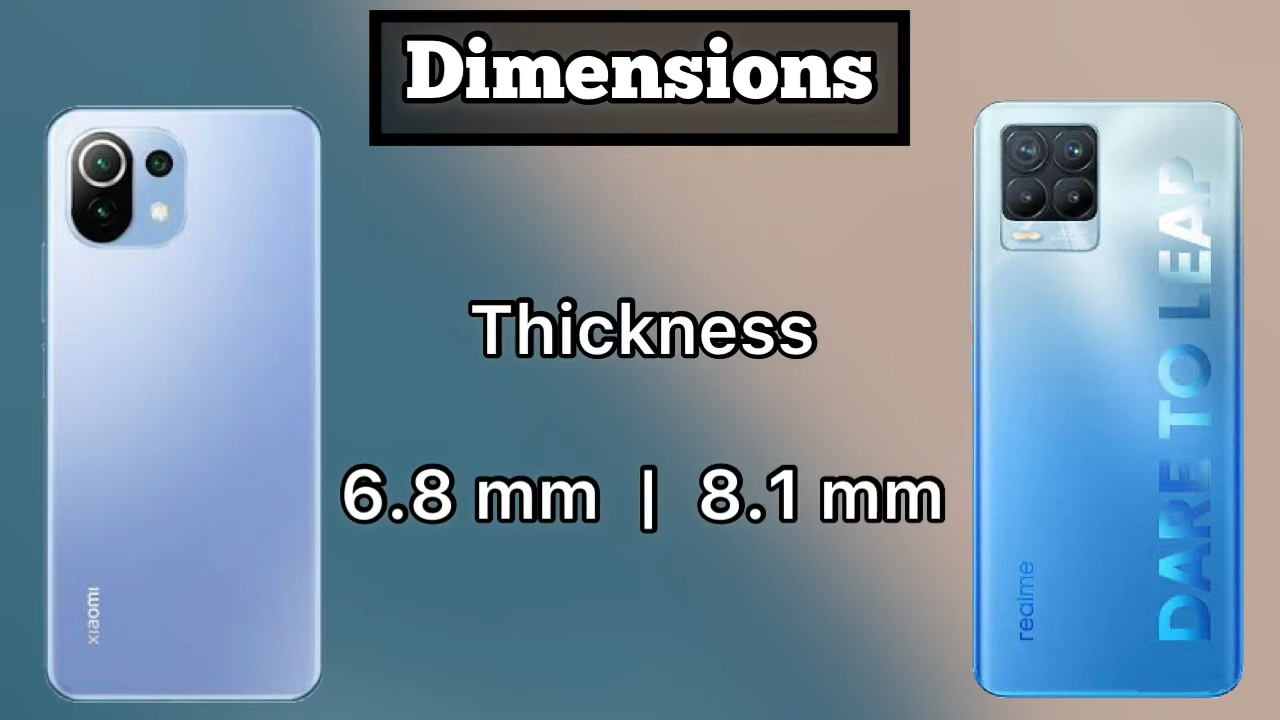 Dimensions
Thickness
6.8 mm | 8.1 mm
xiaomi
realme
DARE TO LEAP